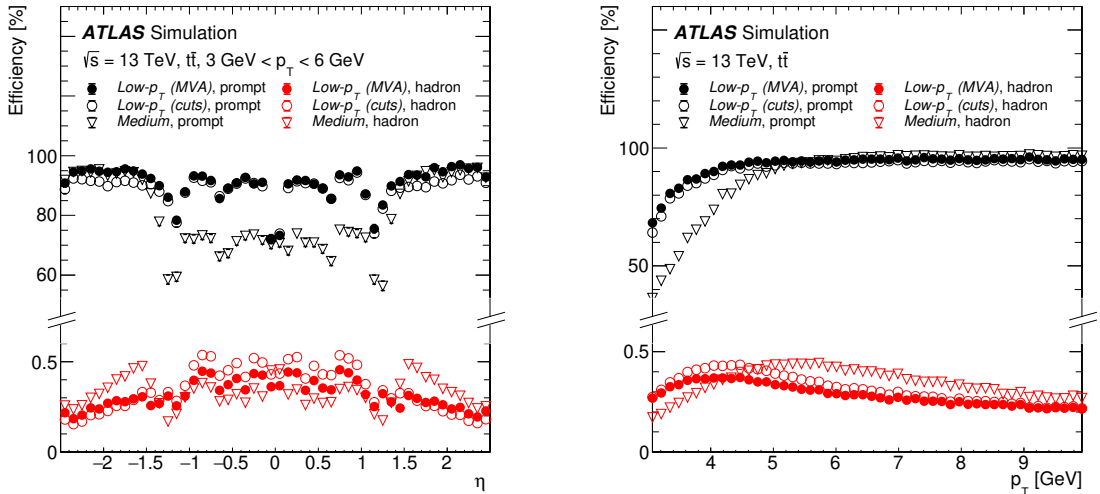 Efficiency [%]
ATLAS Simulation
√s = 13 TeV, tt̄, 3 GeV < p_T < 6 GeV
Low-p_T (MVA), prompt Low-p_T (MVA), hadron
Low-p_T (cuts), prompt Low-p_T (cuts), hadron
Medium, prompt Medium, hadron
100
80
60
0.5
0
−2 −1.5 −1 −0.5 0 0.5 1 1.5 2
η
Efficiency [%]
ATLAS Simulation
√s = 13 TeV, tt̄
Low-p_T (MVA), prompt Low-p_T (MVA), hadron
Low-p_T (cuts), prompt Low-p_T (cuts), hadron
Medium, prompt Medium, hadron
100
50
0.5
0
4 5 6 7 8 9
p_T [GeV]